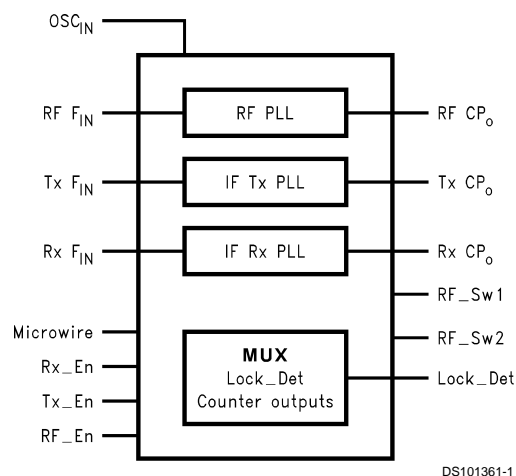 OSC_IN
RF F_IN
RF PLL
RF CP_o
Tx F_IN
IF Tx PLL
Tx CP_o
Rx F_IN
IF Rx PLL
Rx CP_o
RF_Sw1
RF_Sw2
Microwire
Rx_En
Tx_En
RF_En
MUX
Lock_Det
Counter outputs
Lock_Det
DS101361-1